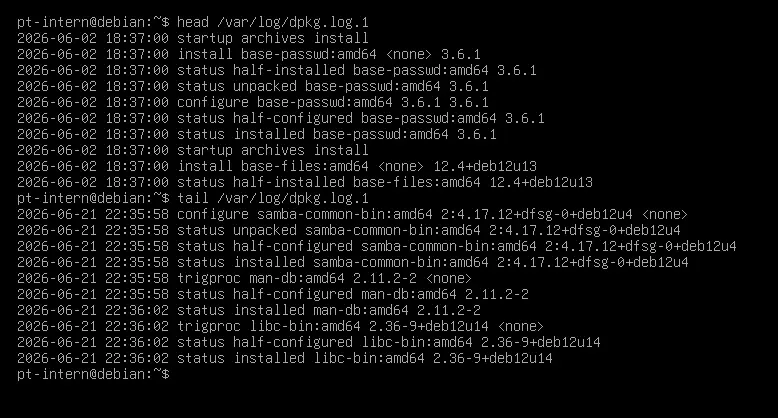 pt-intern@debian:~$ head /var/log/dpkg.log.1
2026-06-02 18:37:00 startup archives install
2026-06-02 18:37:00 install base-passwd:amd64 <none> 3.6.1
2026-06-02 18:37:00 status half-installed base-passwd:amd64 3.6.1
2026-06-02 18:37:00 status unpacked base-passwd:amd64 3.6.1
2026-06-02 18:37:00 configure base-passwd:amd64 3.6.1 3.6.1
2026-06-02 18:37:00 status half-configured base-passwd:amd64 3.6.1
2026-06-02 18:37:00 status installed base-passwd:amd64 3.6.1
2026-06-02 18:37:00 startup archives install
2026-06-02 18:37:00 install base-files:amd64 <none> 12.4+deb12u13
2026-06-02 18:37:00 status half-installed base-files:amd64 12.4+deb12u13
pt-intern@debian:~$ tail /var/log/dpkg.log.1
2026-06-21 22:35:58 configure samba-common-bin:amd64 2:4.17.12+dfsg-0+deb12u4 <none>
2026-06-21 22:35:58 status unpacked samba-common-bin:amd64 2:4.17.12+dfsg-0+deb12u4
2026-06-21 22:35:58 status half-configured samba-common-bin:amd64 2:4.17.12+dfsg-0+deb12u4
2026-06-21 22:35:58 status installed samba-common-bin:amd64 2:4.17.12+dfsg-0+deb12u4
2026-06-21 22:35:58 trigproc man-db:amd64 2.11.2-2 <none>
2026-06-21 22:35:58 status half-configured man-db:amd64 2.11.2-2
2026-06-21 22:36:02 status installed man-db:amd64 2.11.2-2
2026-06-21 22:36:02 trigproc libc-bin:amd64 2.36-9+deb12u14 <none>
2026-06-21 22:36:02 status half-configured libc-bin:amd64 2.36-9+deb12u14
2026-06-21 22:36:02 status installed libc-bin:amd64 2.36-9+deb12u14
pt-intern@debian:~$